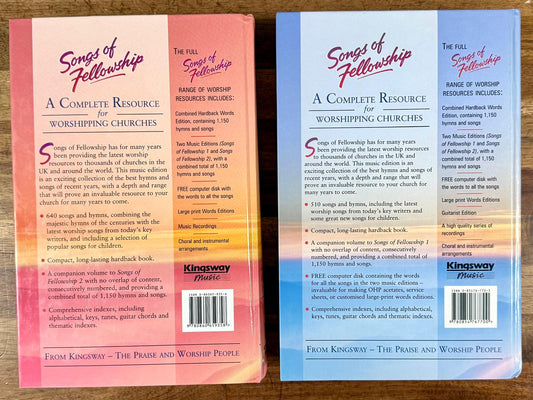 Songs of
Fellowship
A COMPLETE RESOURCE
for
WORSHIPPING CHURCHES
Songs of Fellowship has for many years
been providing the latest worship
resources to thousands of churches in the
UK and around the world. This music edition
is an exciting collection of the best hymns and
songs of recent years, with a depth and range
that will prove an invaluable resource to your
church for many years to come.
• 640 songs and hymns, combining the
majestic hymns of the centuries with the
latest worship songs from today's key
writers, and including a selection of
popular songs for children.
• Compact, long-lasting hardback book.
• A companion volume to Songs of
Fellowship 2 with no overlap of content,
consecutively numbered, and providing a
combined total of 1,150 hymns and songs.
• Comprehensive indexes, including
alphabetical, keys, tunes, guitar chords and
thematic indexes.
THE FULL
Songs of
Fellowship
RANGE OF WORSHIP
RESOURCES INCLUDES:
Combined Hardback Words
Edition, containing 1,150
hymns and songs
Two Music Editions (Songs
of Fellowship 1 and Songs
of Fellowship 2), with a
combined total of 1,150
hymns and songs
FREE computer disk with
the words to all the songs
Large print Words Editions
Music Recordings
Choral and instrumental
arrangements
Kingsway
Music
FROM KINGSWAY – THE PRAISE AND WORSHIP PEOPLE
Songs of
Fellowship
A COMPLETE RESOURCE
for
WORSHIPPING CHURCHES
Songs of Fellowship has for many years
been providing the latest worship resources
to thousands of churches in the UK and
around the world. This music edition is an
exciting collection of the best hymns and songs
of recent years, with a depth and range that
will prove an invaluable resource to your church
for many years to come.
• 510 songs and hymns, including the latest
worship songs from today's key writers and
some great new songs for children.
• Compact, long-lasting hardback book.
• A companion volume to Songs of Fellowship 1
with no overlap of content, consecutively
numbered, and providing a combined total of
1,150 hymns and songs.
• FREE computer disk containing the words
for all the songs in the two music editions –
invaluable for making OHP acetates, service
sheets, or customised large-print words editions.
• Comprehensive indexes, including alphabetical,
keys, tunes, guitar chords and thematic indexes.
THE FULL
Songs of
Fellowship
RANGE OF WORSHIP
RESOURCES INCLUDES:
Combined Hardback Words
Edition, containing 1,150
hymns and songs
Two Music Editions (Songs
of Fellowship 1 and Songs
of Fellowship 2), with a
combined total of 1,150
hymns and songs
FREE computer disk with
the words to all the songs
Large print Words Editions
Guitarist Edition
A high quality series of
recordings
Choral and instrumental
arrangements
Kingsway
Music
FROM KINGSWAY – THE PRAISE AND WORSHIP PEOPLE